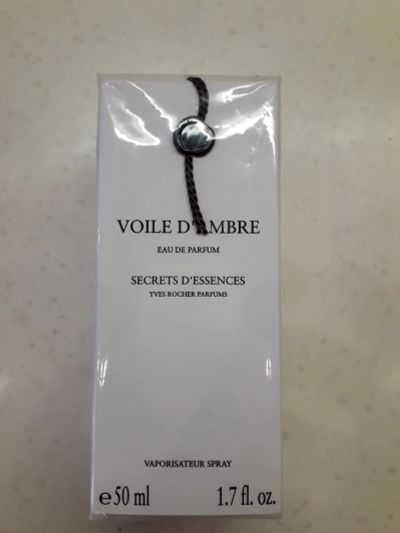 VOILE D'AMBRE
EAU DE PARFUM
SECRETS D'ESSENCES
YVES ROCHER PARFUMS
VAPORISATEUR SPRAY
℮ 50 ml 1.7 fl. oz.